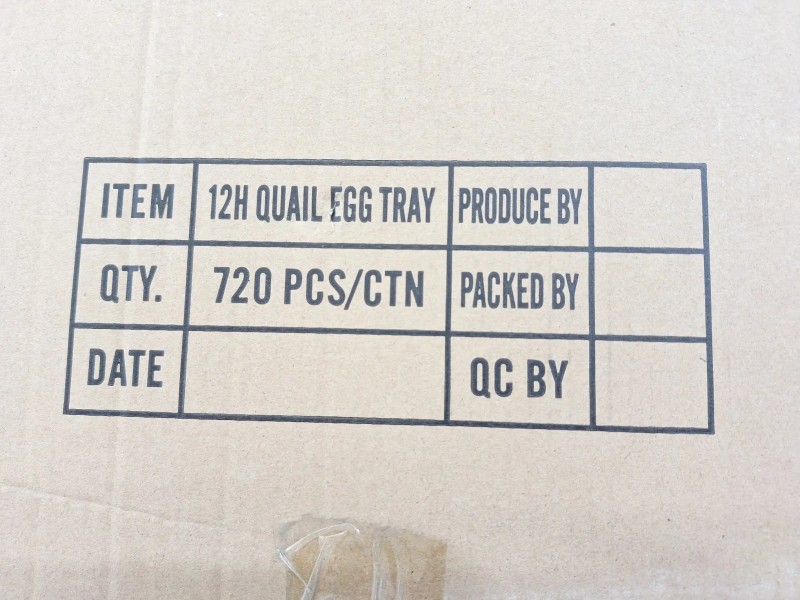 ITEM 12H QUAIL EGG TRAY PRODUCE BY
QTY. 720 PCS/CTN PACKED BY
DATE QC BY